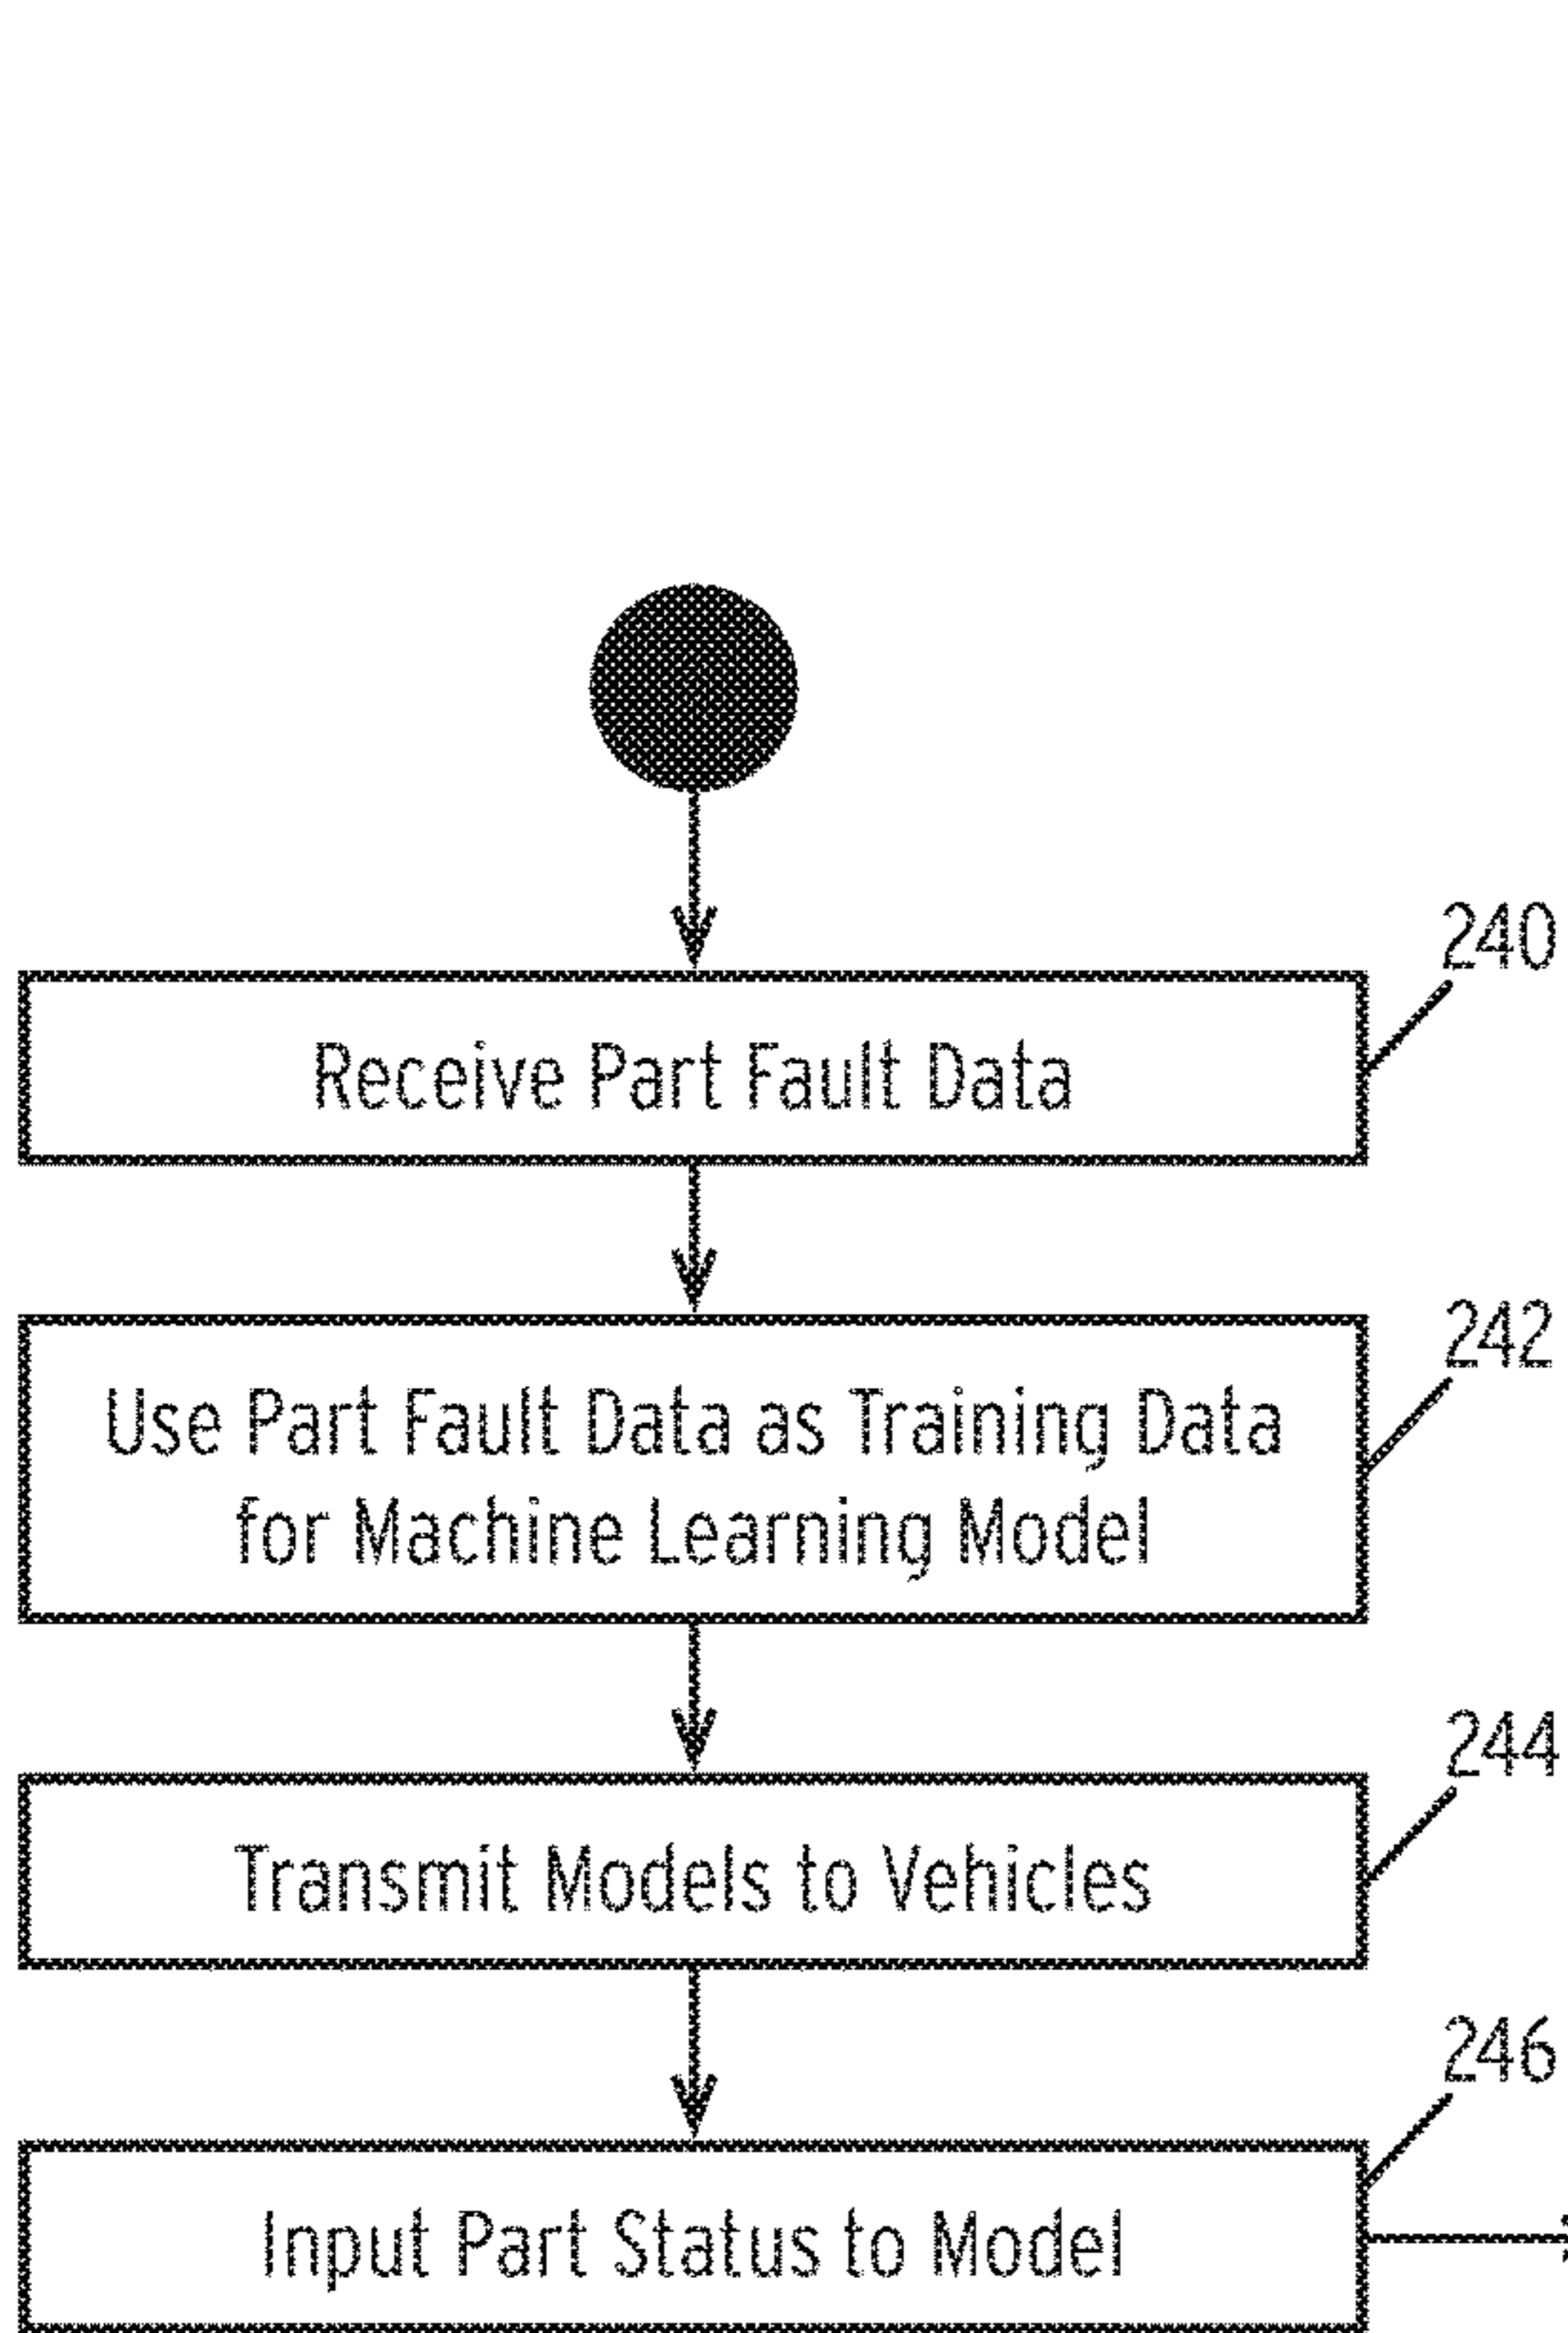 240
Receive Part Fault Data
242
Use Part Fault Data as Training Data
for Machine Learning Model
244
Transmit Models to Vehicles
246
Input Part Status to Model